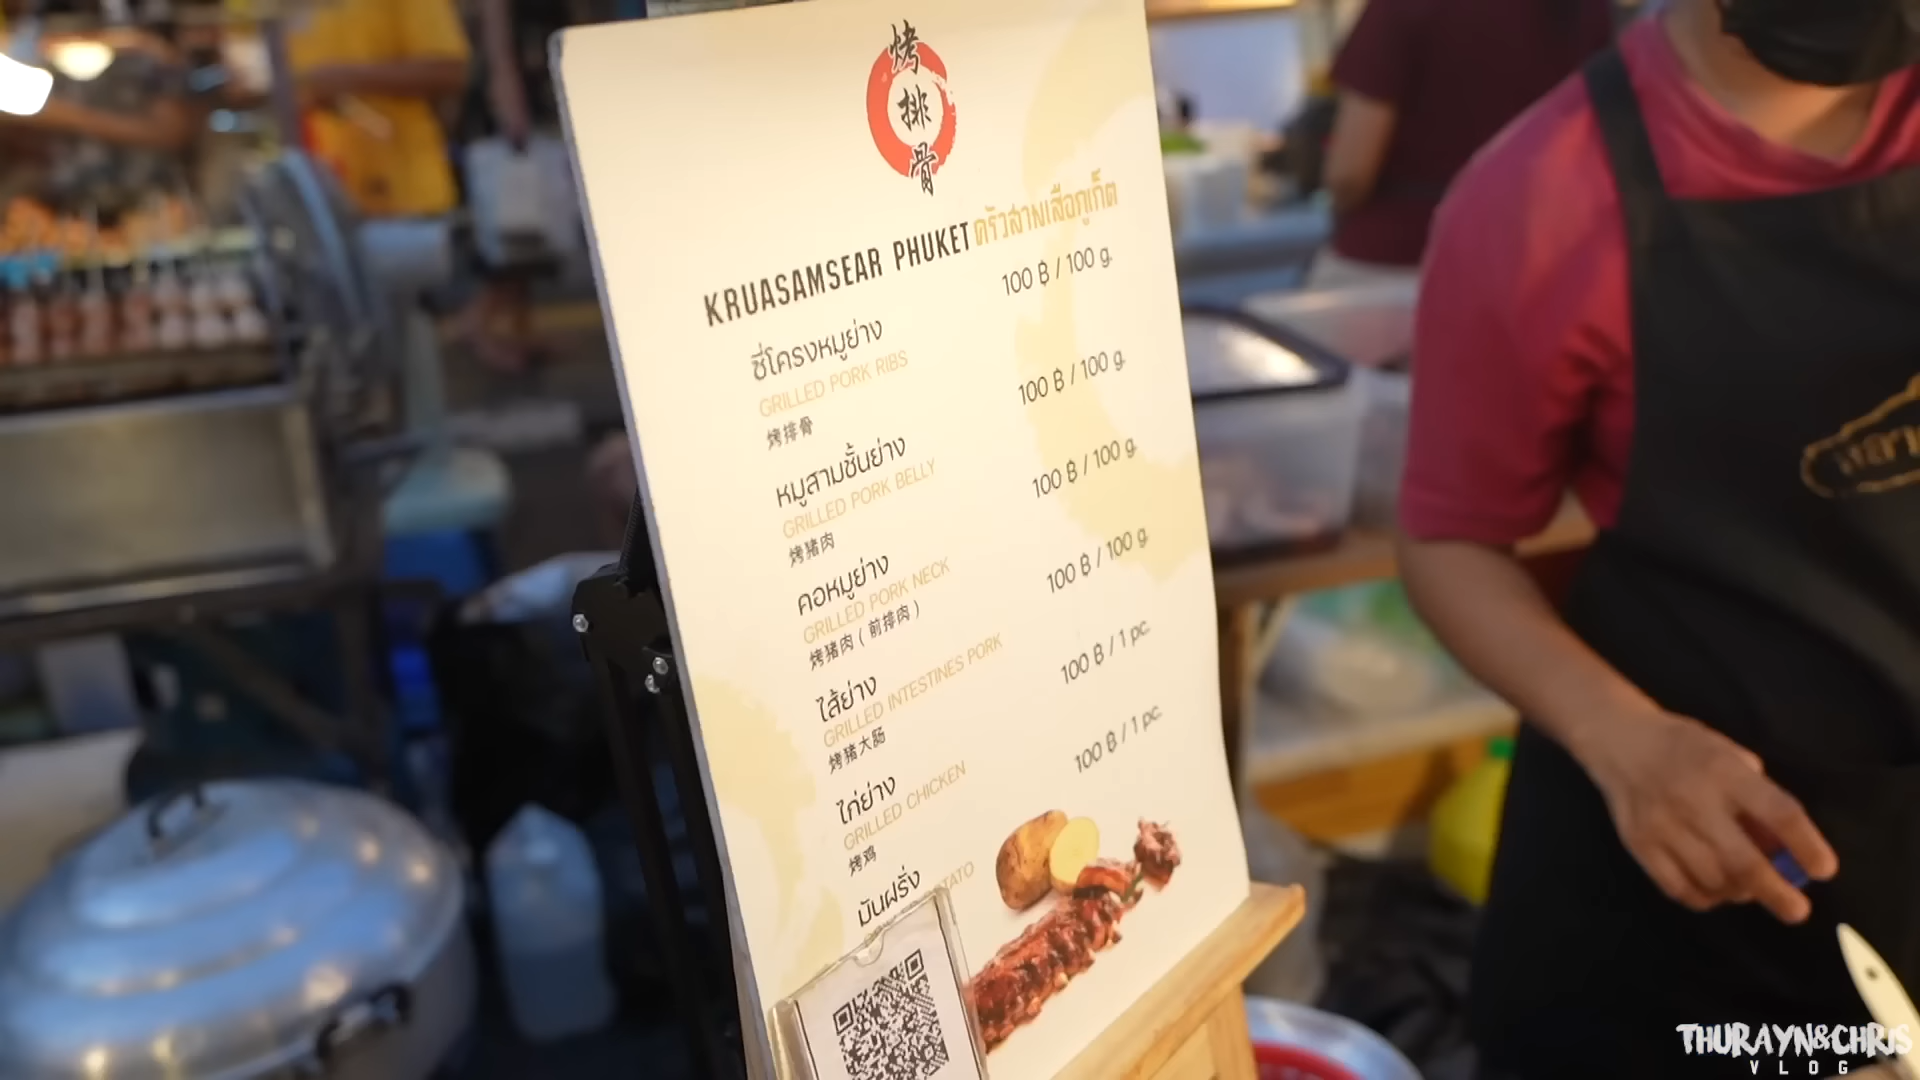 烤
排
骨
KRUASAMSEAR PHUKET ครัวสามเสือภูเก็ต
ซี่โครงหมูย่าง 100 ฿ / 100 g.
GRILLED PORK RIBS
烤排骨
หมูสามชั้นย่าง 100 ฿ / 100 g.
GRILLED PORK BELLY
烤猪肉
คอหมูย่าง 100 ฿ / 100 g.
GRILLED PORK NECK
烤猪肉 ( 前排肉 )
ไส้ย่าง 100 ฿ / 100 g.
GRILLED INTESTINES PORK
烤猪大肠
ไก่ย่าง 100 ฿ / 1 pc.
GRILLED CHICKEN
烤鸡
มันฝรั่ง 100 ฿ / 1 pc.
THURAYN&CHRIS
VLOG